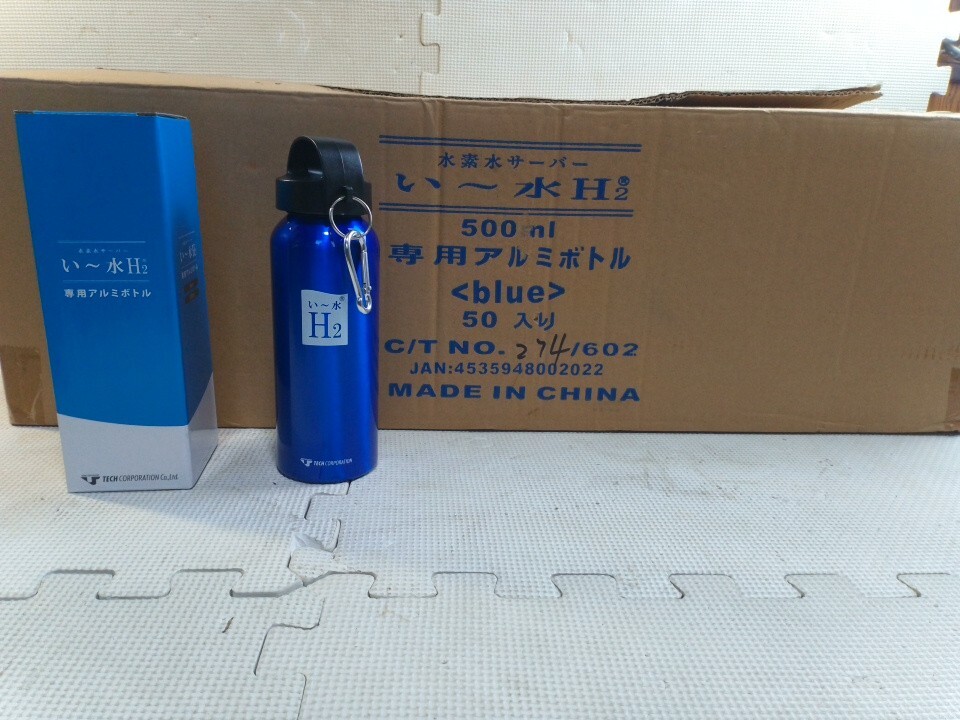 水素水サーバー
い～水H2
専用アルミボトル
TECH CORPORATION Co.,Ltd.
い～水®
H2
TECH CORPORATION
水素水サーバー
い～水H2®
500ml
専用アルミボトル
<blue>
50 入り
C/T NO. 274/602
JAN:4535948002022
MADE IN CHINA